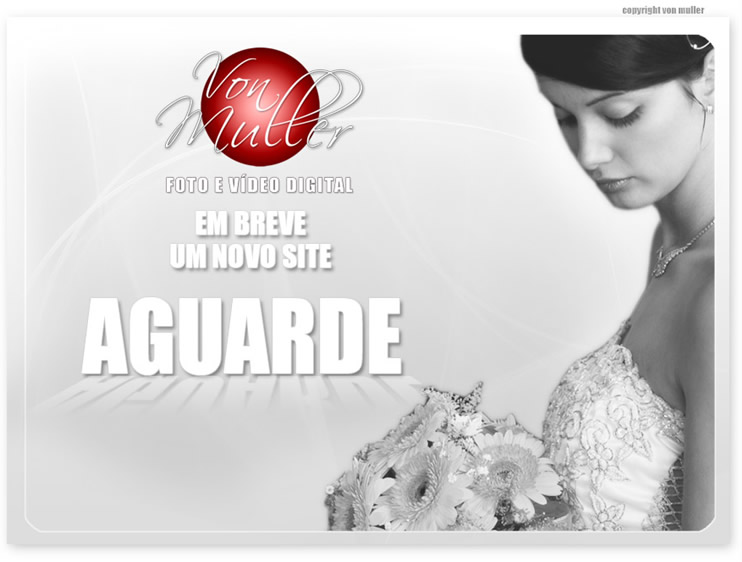 copyright von muller
Von
Muller
FOTO E VÍDEO DIGITAL
EM BREVE
UM NOVO SITE
AGUARDE